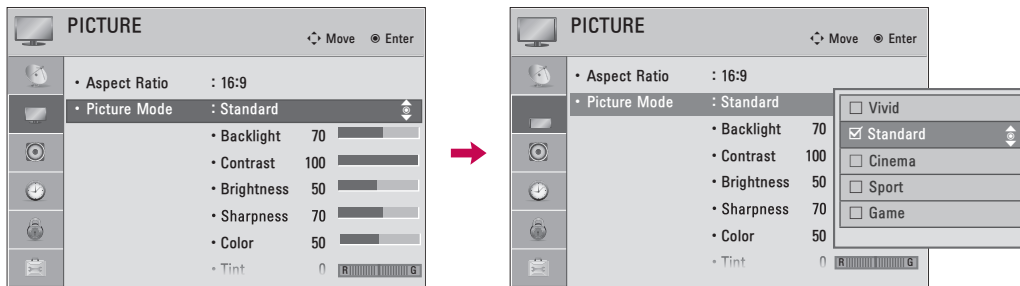 PICTURE
Move Enter
• Aspect Ratio : 16:9
• Picture Mode : Standard
• Backlight 70
• Contrast 100
• Brightness 50
• Sharpness 70
• Color 50
• Tint 0 R G
PICTURE
Move Enter
• Aspect Ratio : 16:9
• Picture Mode : Standard
• Backlight 70
• Contrast 100
• Brightness 50
• Sharpness 70
• Color 50
• Tint 0 R G
Vivid
Standard
Cinema
Sport
Game